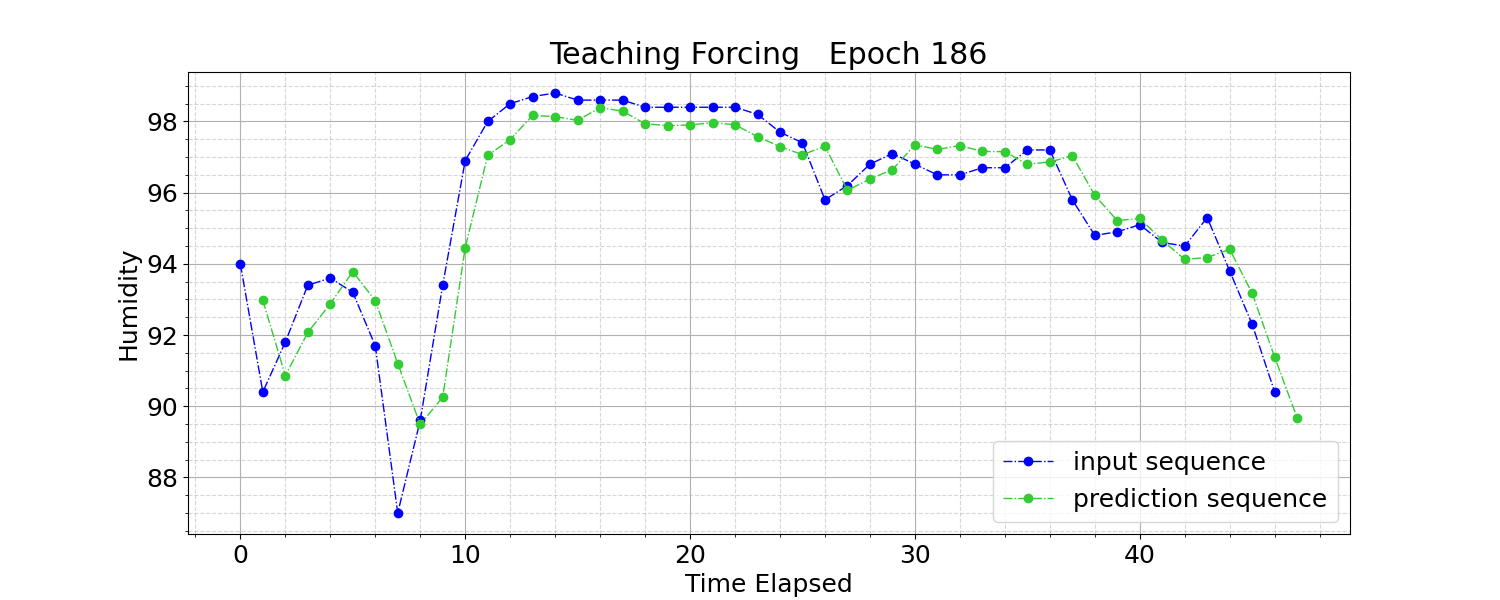 Teaching Forcing   Epoch 186
Humidity
98
96
94
92
90
88
input sequence
prediction sequence
0 10 20 30 40
Time Elapsed